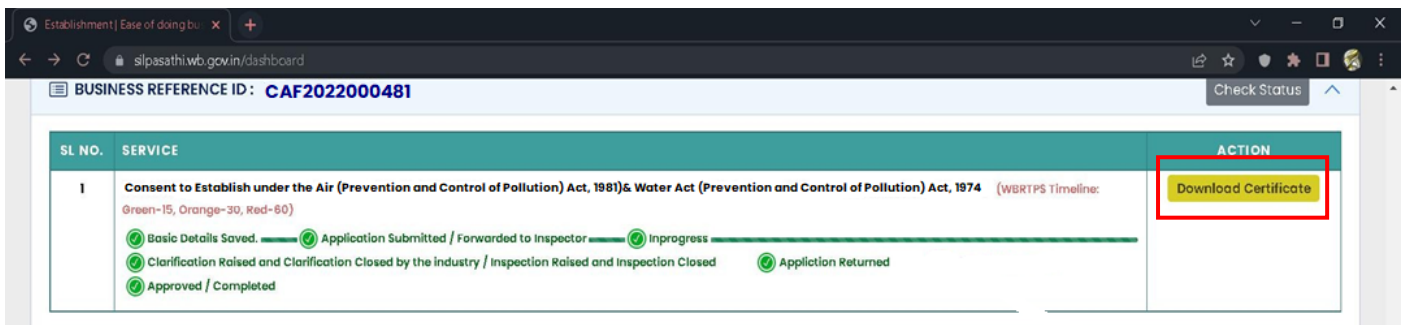 Establishment | Ease of doing bu
silpasathi.wb.gov.in/dashboard
BUSINESS REFERENCE ID : CAF2022000481
Check Status
SL NO. SERVICE ACTION
1 Consent to Establish under the Air (Prevention and Control of Pollution) Act, 1981)& Water Act (Prevention and Control of Pollution) Act, 1974 (WBRTPS Timeline:
Green-15, Orange-30, Red-60)
Download Certificate
Basic Details Saved. Application Submitted / Forwarded to Inspector Inprogress
Clarification Raised and Clarification Closed by the industry / Inspection Raised and Inspection Closed Appliction Returned
Approved / Completed